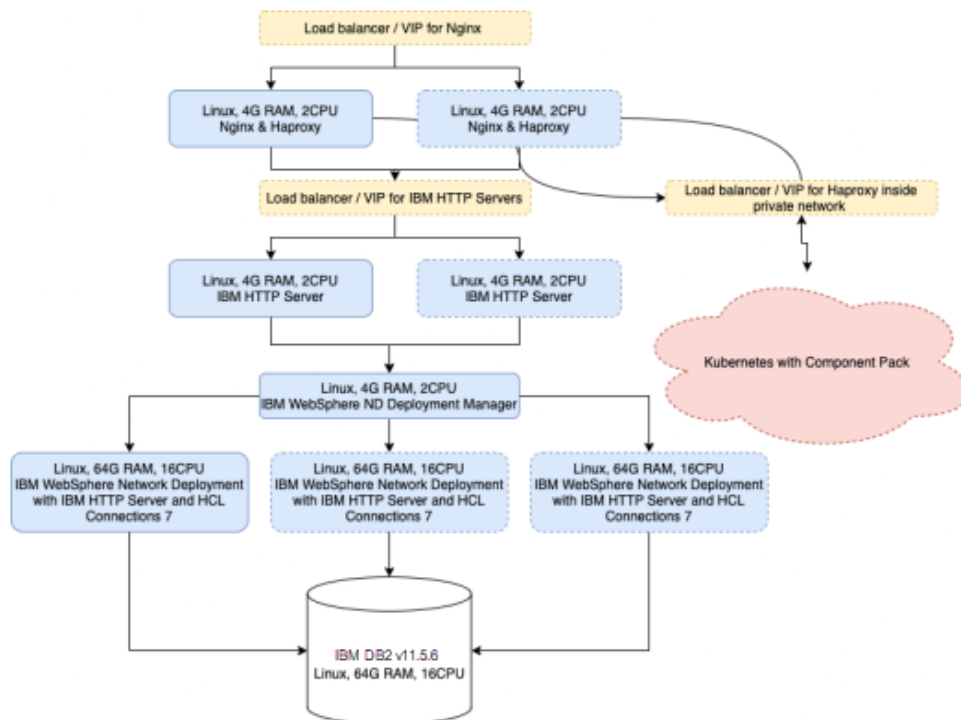 Load balancer / VIP for Nginx
Linux, 4G RAM, 2CPU
Nginx & Haproxy
Linux, 4G RAM, 2CPU
Nginx & Haproxy
Load balancer / VIP for IBM HTTP Servers
Load balancer / VIP for Haproxy inside
private network
Linux, 4G RAM, 2CPU
IBM HTTP Server
Linux, 4G RAM, 2CPU
IBM HTTP Server
Kubernetes with Component Pack
Linux, 4G RAM, 2CPU
IBM WebSphere ND Deployment Manager
Linux, 64G RAM, 16CPU
IBM WebSphere Network Deployment
with IBM HTTP Server and HCL
Connections 7
Linux, 64G RAM, 16CPU
IBM WebSphere Network Deployment
with IBM HTTP Server and HCL
Connections 7
Linux, 64G RAM, 16CPU
IBM WebSphere Network Deployment
with IBM HTTP Server and HCL
Connections 7
IBM DB2 v11.5.6
Linux, 64G RAM, 16CPU